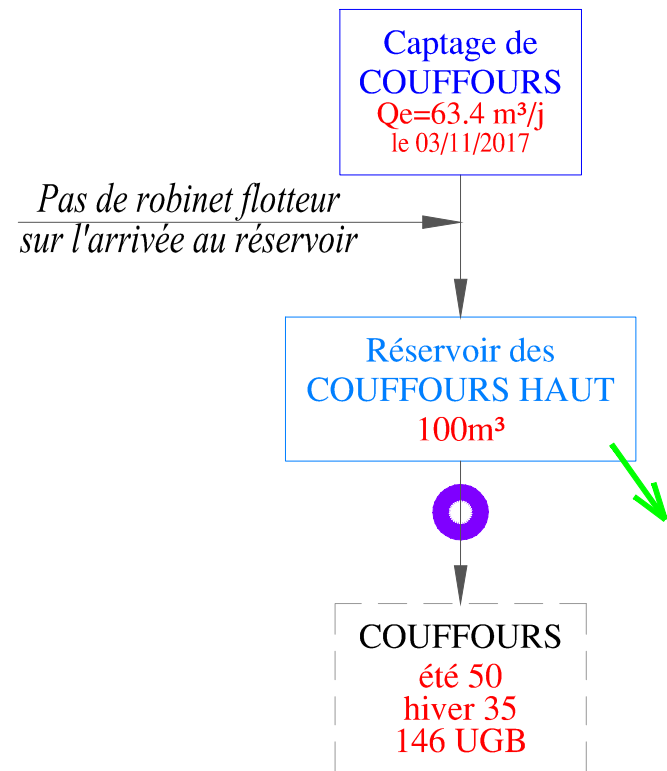 Captage de
COUFFOURS
Qe=63.4 m³/j
le 03/11/2017
Pas de robinet flotteur
sur l'arrivée au réservoir
Réservoir des
COUFFOURS HAUT
100m³
COUFFOURS
été 50
hiver 35
146 UGB